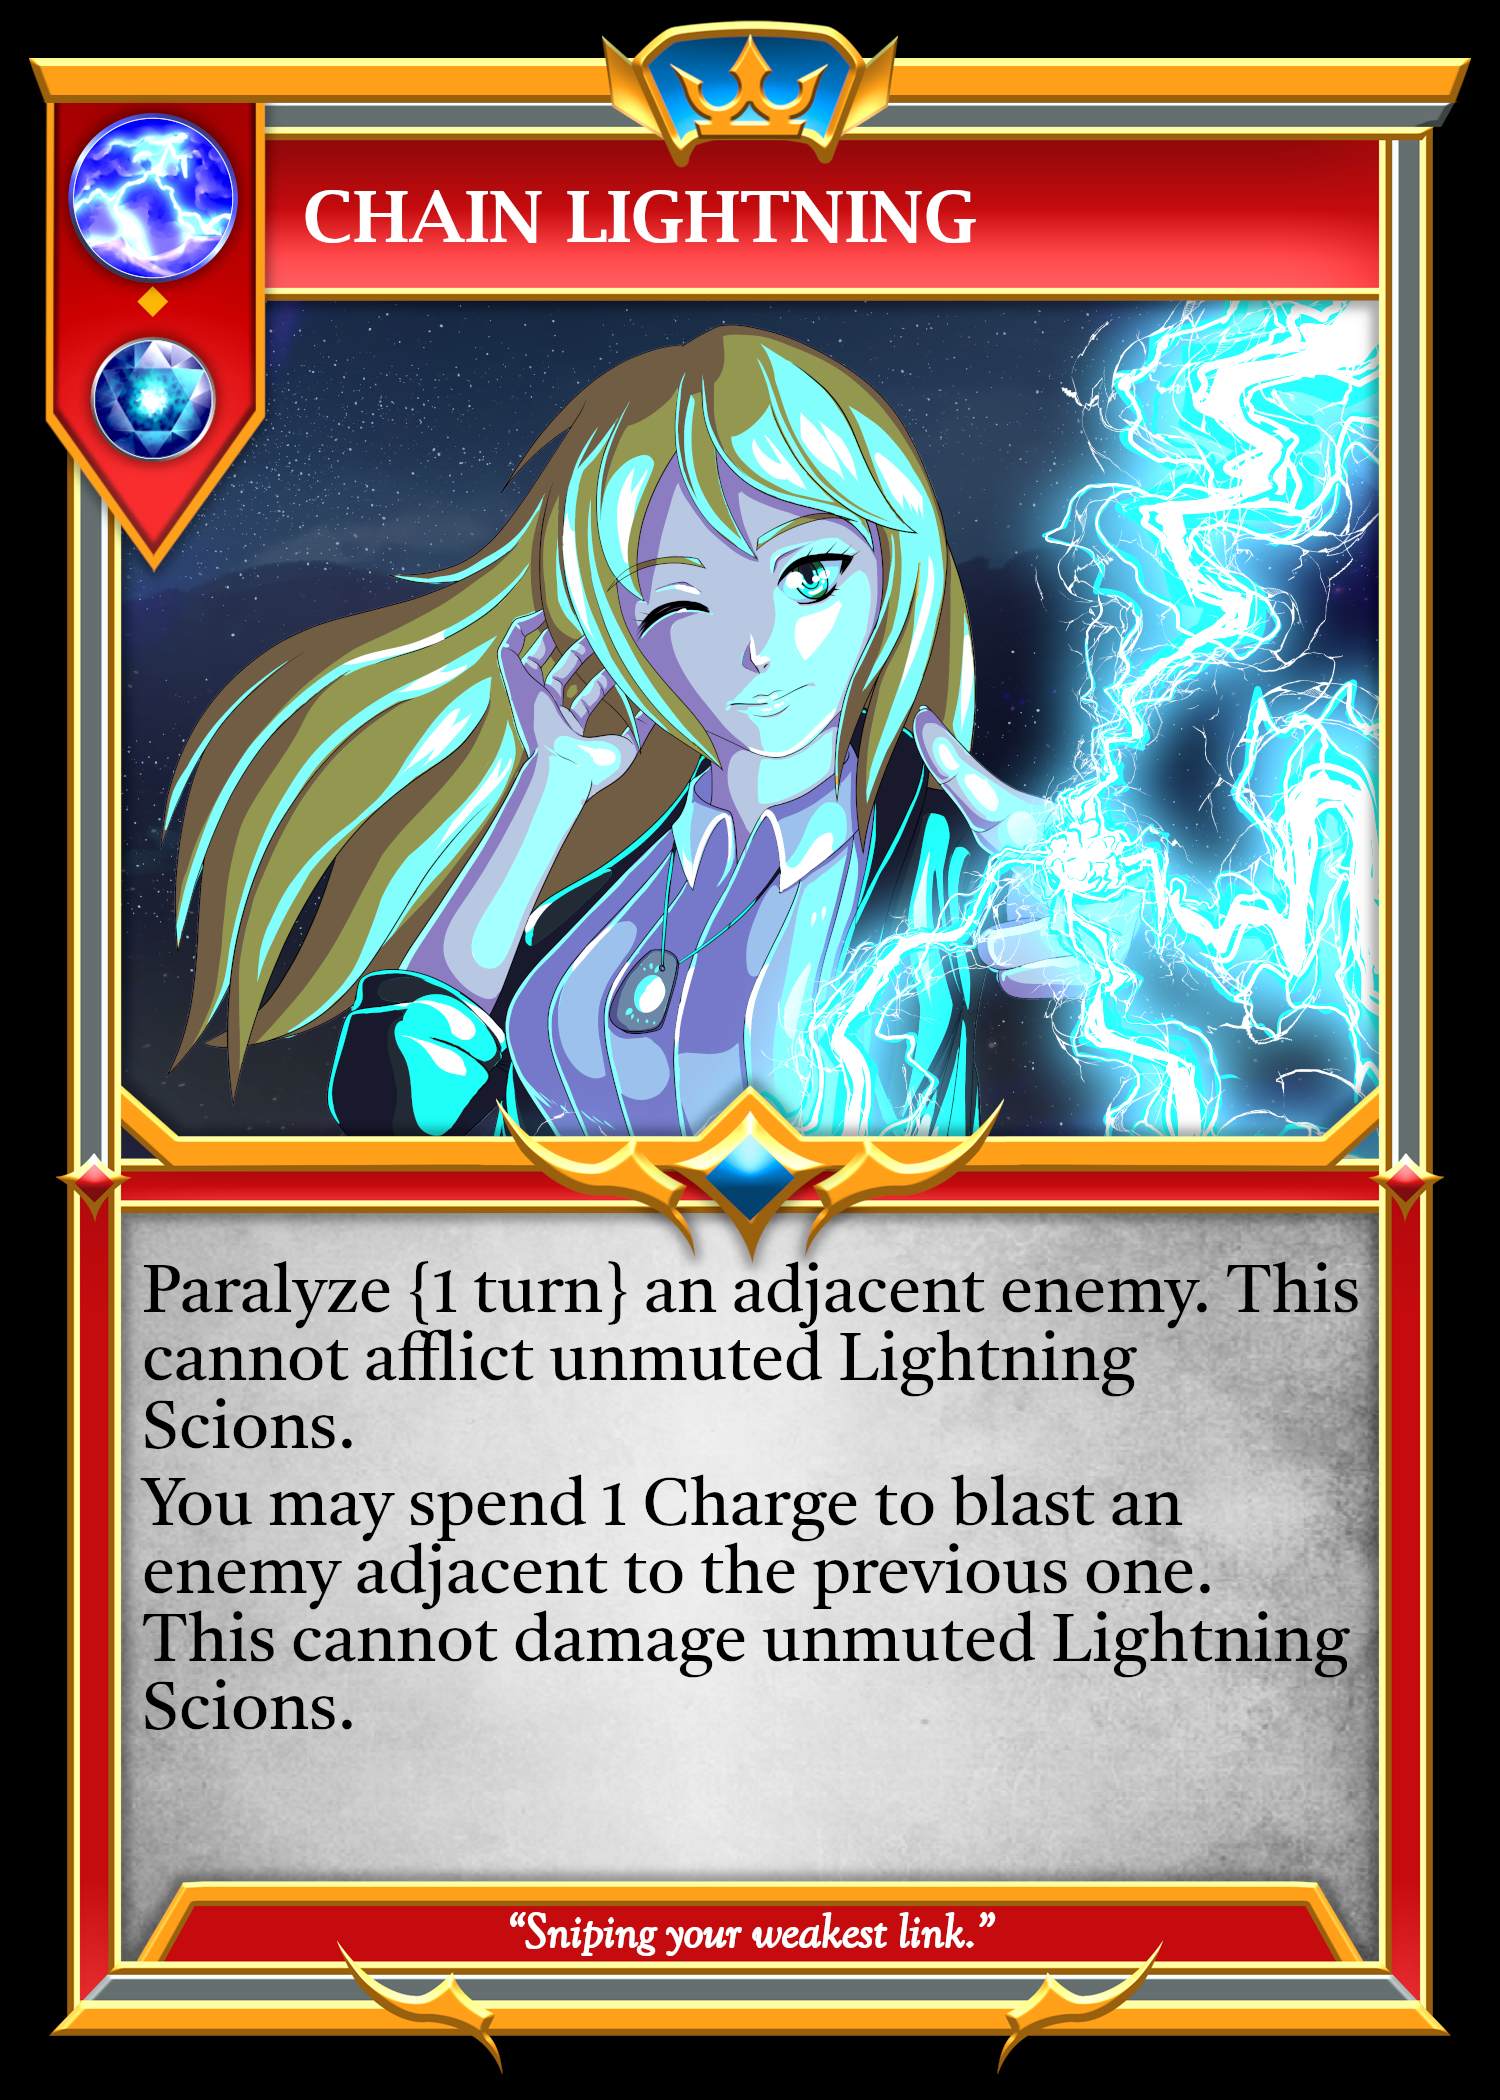 CHAIN LIGHTNING
Paralyze {1 turn} an adjacent enemy. This
cannot afflict unmuted Lightning
Scions.
You may spend 1 Charge to blast an
enemy adjacent to the previous one.
This cannot damage unmuted Lightning
Scions.
“Sniping your weakest link.”